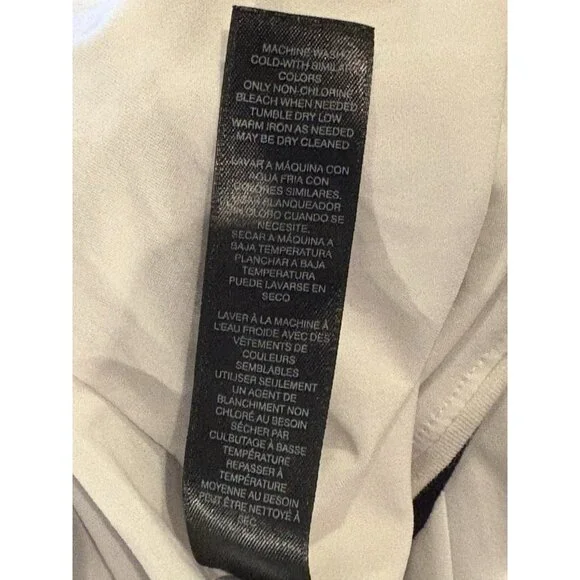 MACHINE WASH
COLD-WITH SIMILAR
COLORS
ONLY NON-CHLORINE
BLEACH WHEN NEEDED
TUMBLE DRY LOW
WARM IRON AS NEEDED
MAY BE DRY CLEANED
LAVAR A MÁQUINA CON
AGUA FRIA CON
COLORES SIMILARES.
USAR BLANQUEADOR
CLORO CUANDO SE
NECESITE.
SECAR A MÁQUINA A
BAJA TEMPERATURA
PLANCHAR A BAJA
TEMPERATURA
PUEDE LAVARSE EN
SECO
LAVER À LA MACHINE À
L'EAU FROIDE AVEC DES
VÊTEMENTS DE
COULEURS
SEMBLABLES
UTILISER SEULEMENT
UN AGENT DE
BLANCHIMENT NON
CHLORÉ AU BESOIN
SÉCHER PAR
CULBUTAGE À BASSE
TEMPÉRATURE
REPASSER À
TEMPÉRATURE
MOYENNE AU BESOIN
PEUT ÊTRE NETTOYÉ À
SEC